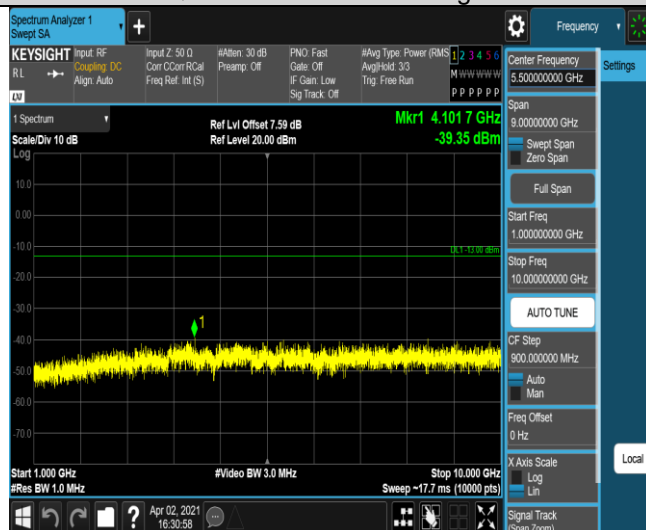 Spectrum Analyzer 1
Swept SA
Frequency
KEYSIGHT
RL
Input: RF
Coupling: DC
Align: Auto
Input Z: 50 Ω
Corr CCorr RCal
Freq Ref: Int (S)
#Atten: 30 dB
Preamp: Off
PNO: Fast
Gate: Off
IF Gain: Low
Sig Track: Off
#Avg Type: Power (RMS
Avg|Hold: 3/3
Trig: Free Run
1 2 3 4 5 6
M W W W W W
P P P P P P
LXI
1 Spectrum
Scale/Div 10 dB
Log
Ref Lvl Offset 7.59 dB
Ref Level 20.00 dBm
Mkr1 4.101 7 GHz
-39.35 dBm
10.0
0.00
-10.0
DL1 -13.00 dBm
-20.0
-30.0
1
-40.0
-50.0
-60.0
-70.0
Start 1.000 GHz
#Video BW 3.0 MHz
Stop 10.000 GHz
#Res BW 1.0 MHz
Sweep ~17.7 ms (10000 pts)
Apr 02, 2021
16:30:58
Center Frequency
5.500000000 GHz
Settings
Span
9.00000000 GHz
Swept Span
Zero Span
Full Span
Start Freq
1.000000000 GHz
Stop Freq
10.000000000 GHz
AUTO TUNE
CF Step
900.000000 MHz
Auto
Man
Freq Offset
0 Hz
X Axis Scale
Log
Lin
Local
Signal Track
(Span Zoom)